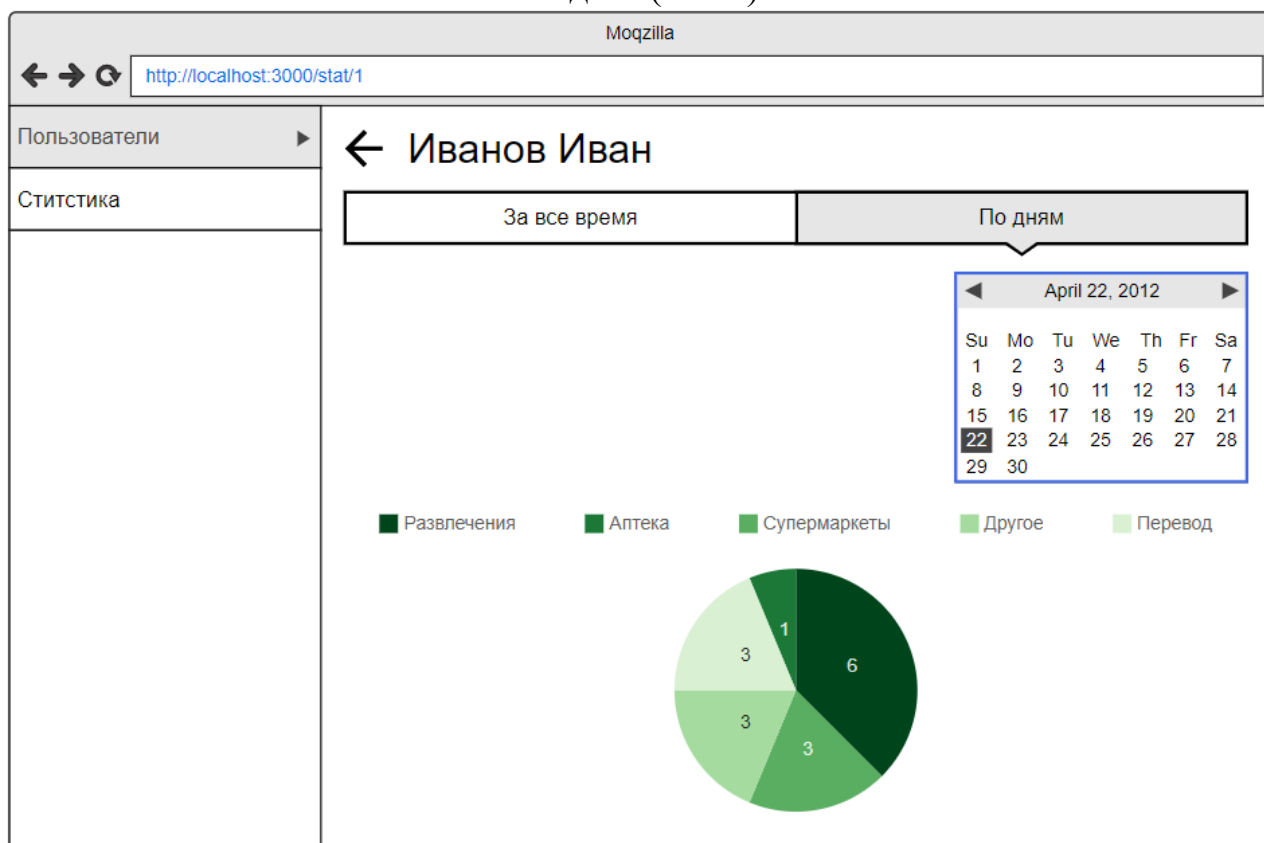 Moqzilla
http://localhost:3000/stat/1
Пользователи
Ститстика
Иванов Иван
За все время
По дням
April 22, 2012
Su Mo Tu We Th Fr Sa
1 2 3 4 5 6 7
8 9 10 11 12 13 14
15 16 17 18 19 20 21
22 23 24 25 26 27 28
29 30
Развлечения Аптека Супермаркеты Другое Перевод
1
3
6
3
3